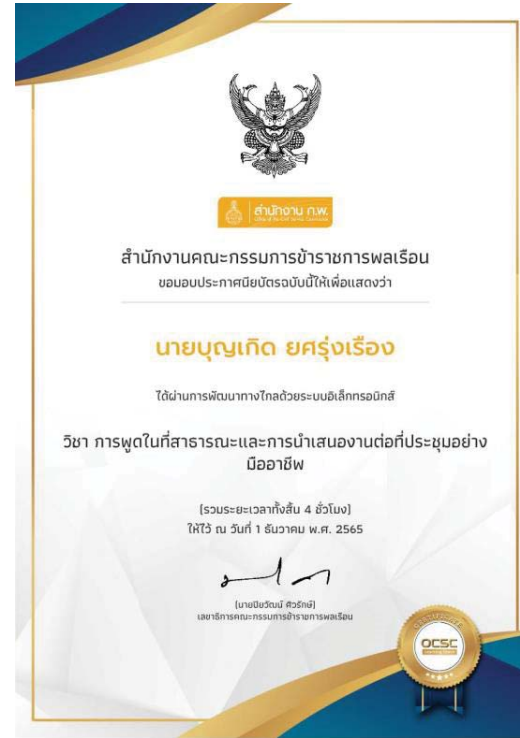 สำนักงาน ก.พ.
สำนักงานคณะกรรมการข้าราชการพลเรือน
ขอมอบประกาศนียบัตรฉบับนี้ให้เพื่อแสดงว่า
นายบุญเกิด ยศรุ่งเรือง
ได้ผ่านการพัฒนาทางไกลด้วยระบบอิเล็กทรอนิกส์
วิชา การพูดในที่สาธารณะและการนำเสนองานต่อที่ประชุมอย่าง
มืออาชีพ
(รวมระยะเวลาทั้งสิ้น 4 ชั่วโมง)
ให้ไว้ ณ วันที่ 1 ธันวาคม พ.ศ. 2565
(นายปิยวัฒน์ ศิวรักษ์)
เลขาธิการคณะกรรมการข้าราชการพลเรือน
OCSC